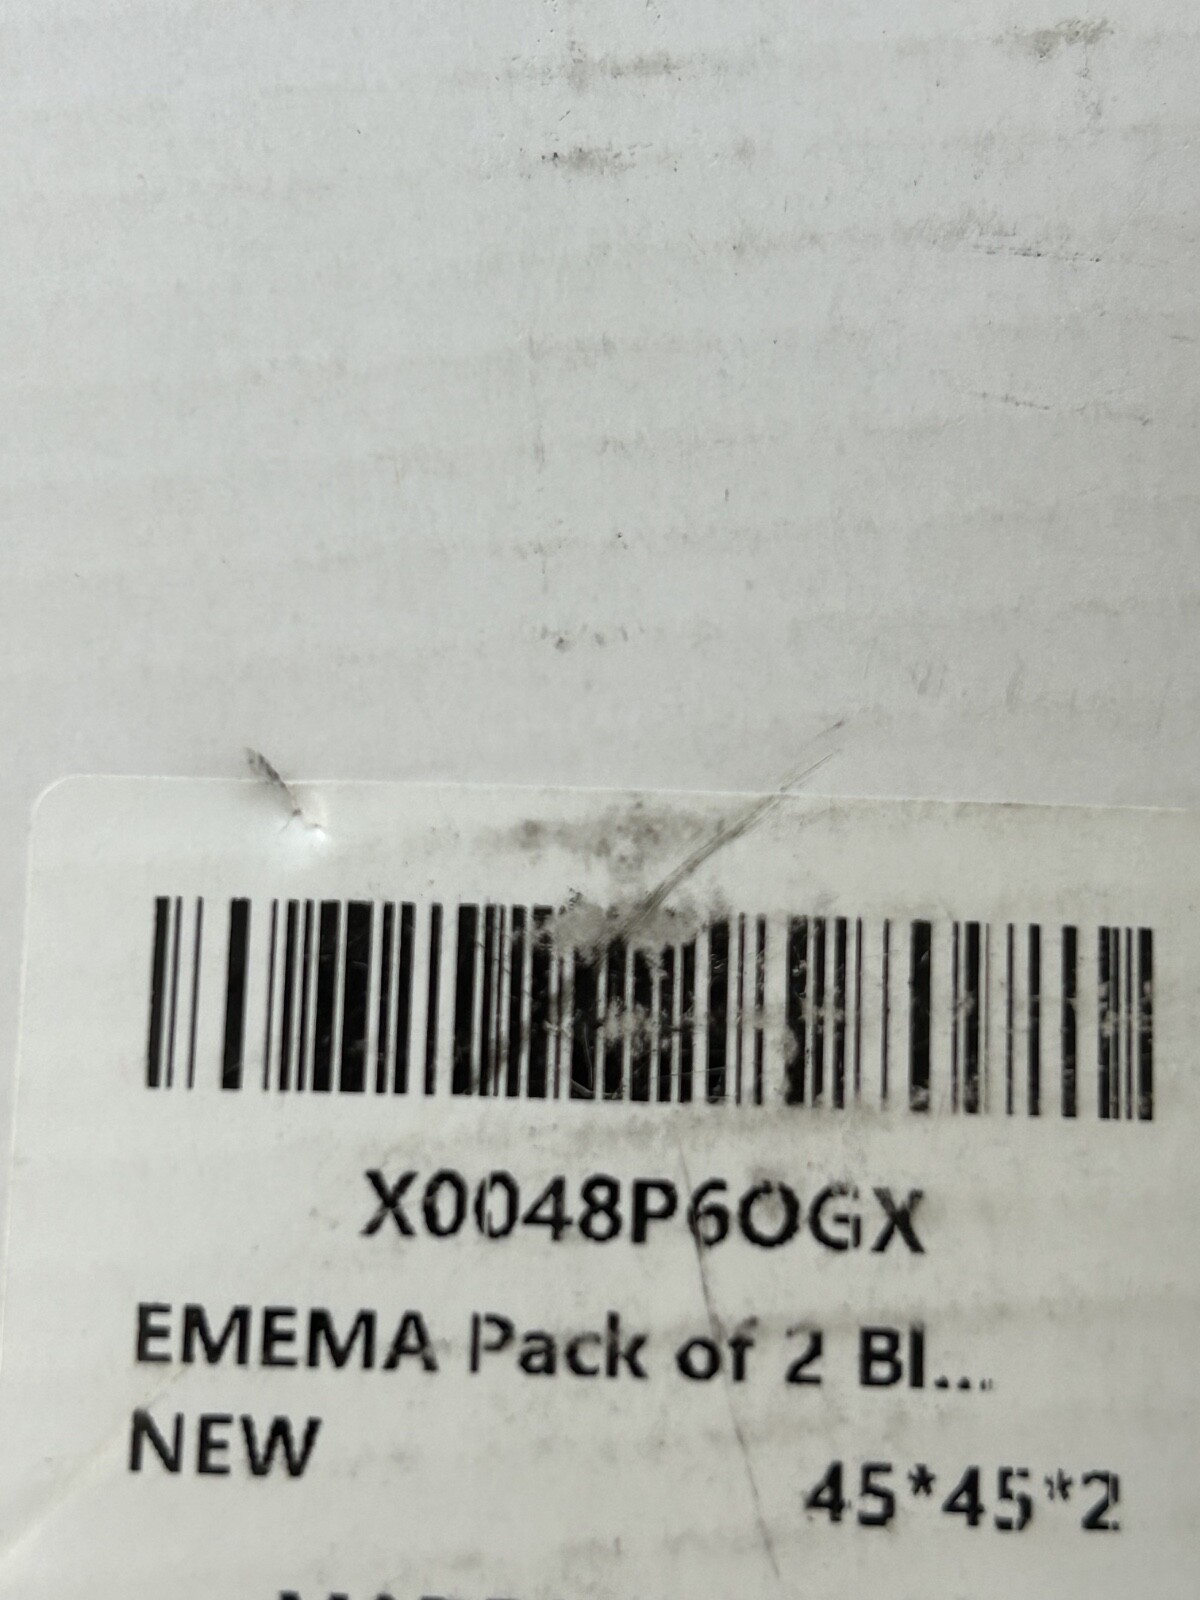 X0048P6OGX
EMEMA Pack of 2 Bl...
NEW
45*45*2